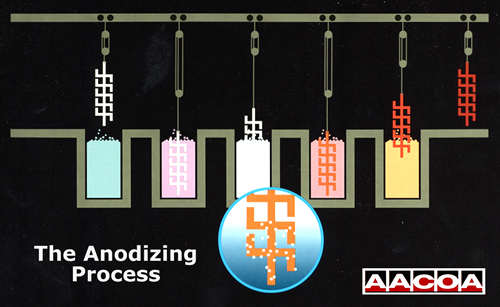 The Anodizing
Process
AACOA